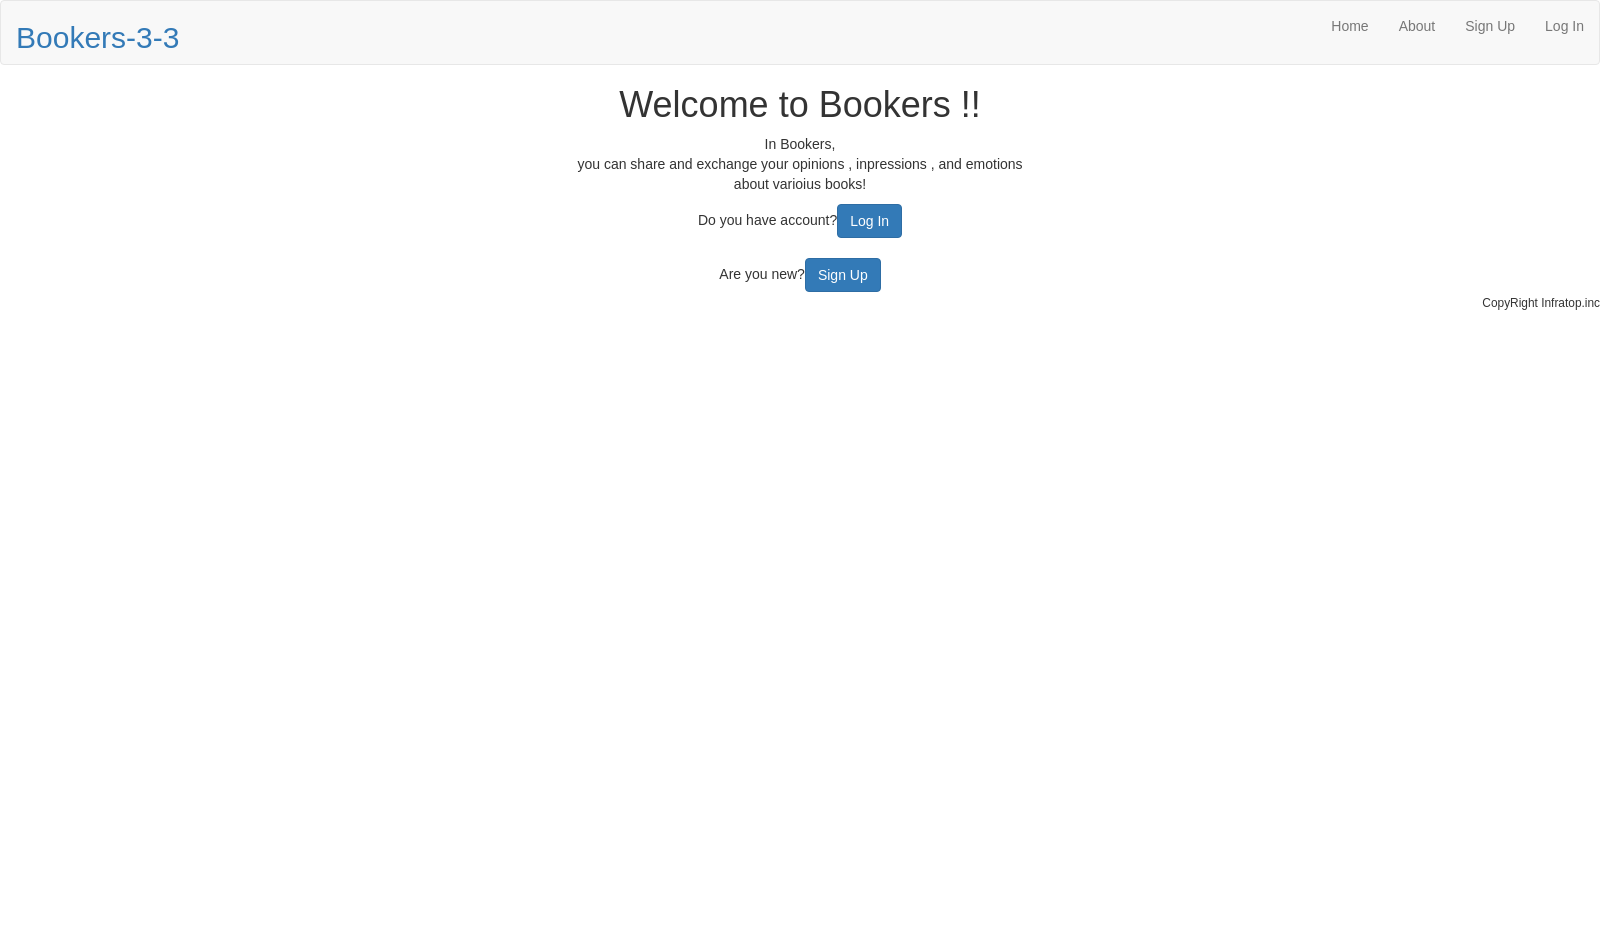 Bookers-3-3
Home About Sign Up Log In
Welcome to Bookers !!
In Bookers,
you can share and exchange your opinions , inpressions , and emotions
about varioius books!
Do you have account? Log In
Are you new? Sign Up
CopyRight Infratop.inc